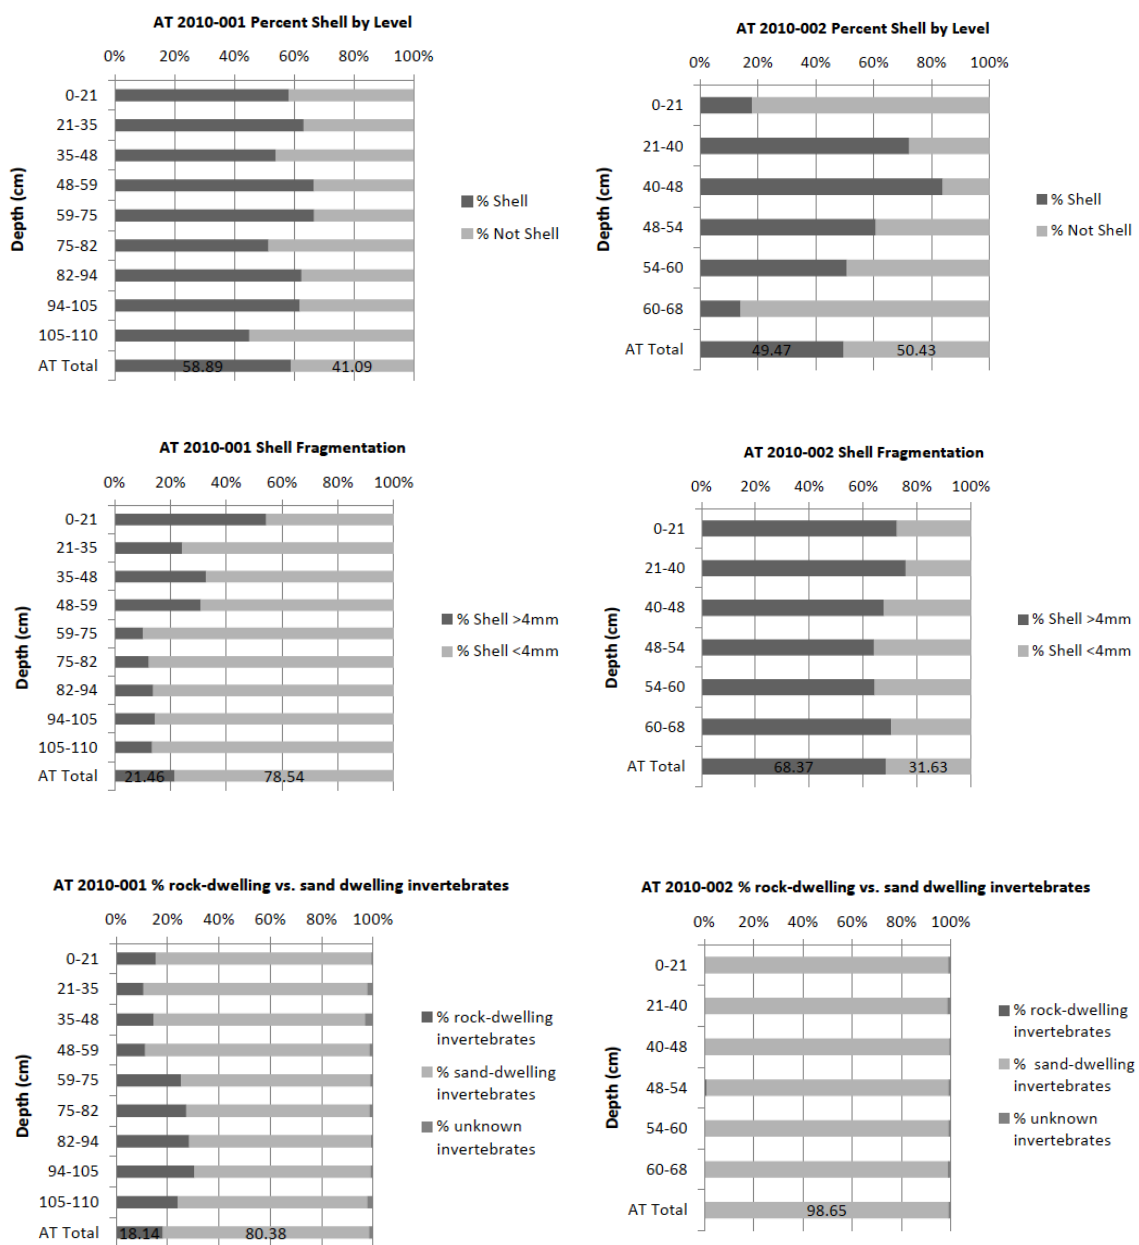 AT 2010-001 Percent Shell by Level
0% 20% 40% 60% 80% 100%
Depth (cm)
0-21
21-35
35-48
48-59
59-75
75-82
82-94
94-105
105-110
AT Total
58.89 41.09
% Shell
% Not Shell
AT 2010-002 Percent Shell by Level
0% 20% 40% 60% 80% 100%
Depth (cm)
0-21
21-40
40-48
48-54
54-60
60-68
AT Total
49.47 50.43
% Shell
% Not Shell
AT 2010-001 Shell Fragmentation
0% 20% 40% 60% 80% 100%
Depth (cm)
0-21
21-35
35-48
48-59
59-75
75-82
82-94
94-105
105-110
AT Total
21.46 78.54
% Shell >4mm
% Shell <4mm
AT 2010-002 Shell Fragmentation
0% 20% 40% 60% 80% 100%
Depth (cm)
0-21
21-40
40-48
48-54
54-60
60-68
AT Total
68.37 31.63
% Shell >4mm
% Shell <4mm
AT 2010-001 % rock-dwelling vs. sand dwelling invertebrates
0% 20% 40% 60% 80% 100%
Depth (cm)
0-21
21-35
35-48
48-59
59-75
75-82
82-94
94-105
105-110
AT Total
18.14 80.38
% rock-dwelling
invertebrates
% sand-dwelling
invertebrates
% unknown
invertebrates
AT 2010-002 % rock-dwelling vs. sand dwelling invertebrates
0% 20% 40% 60% 80% 100%
Depth (cm)
0-21
21-40
40-48
48-54
54-60
60-68
AT Total
98.65
% rock-dwelling
invertebrates
% sand-dwelling
invertebrates
% unknown
invertebrates